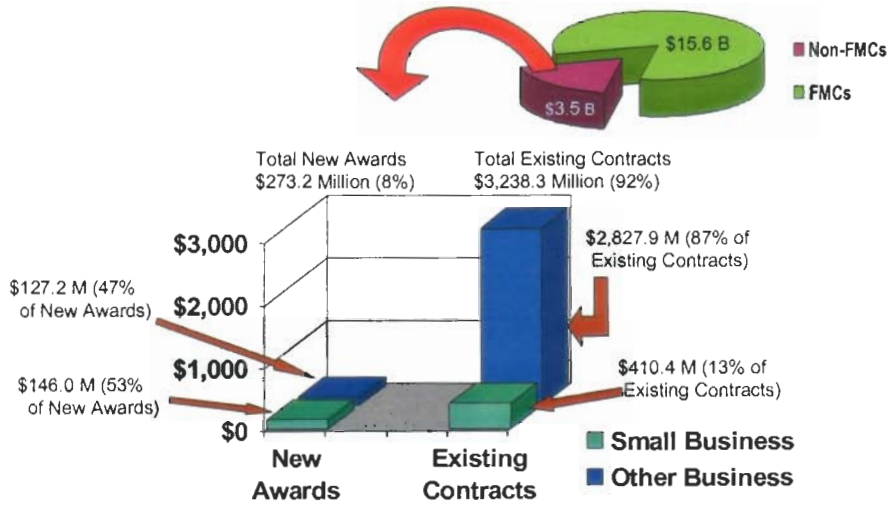 $15.6 B
$3.5 B
Non-FMCs
FMCs
Total New Awards
$273.2 Million (8%)
Total Existing Contracts
$3,238.3 Million (92%)
$3,000
$2,000
$1,000
$0
$127.2 M (47%
of New Awards)
$146.0 M (53%
of New Awards)
$2,827.9 M (87% of
Existing Contracts)
$410.4 M (13% of
Existing Contracts)
New
Awards
Existing
Contracts
Small Business
Other Business